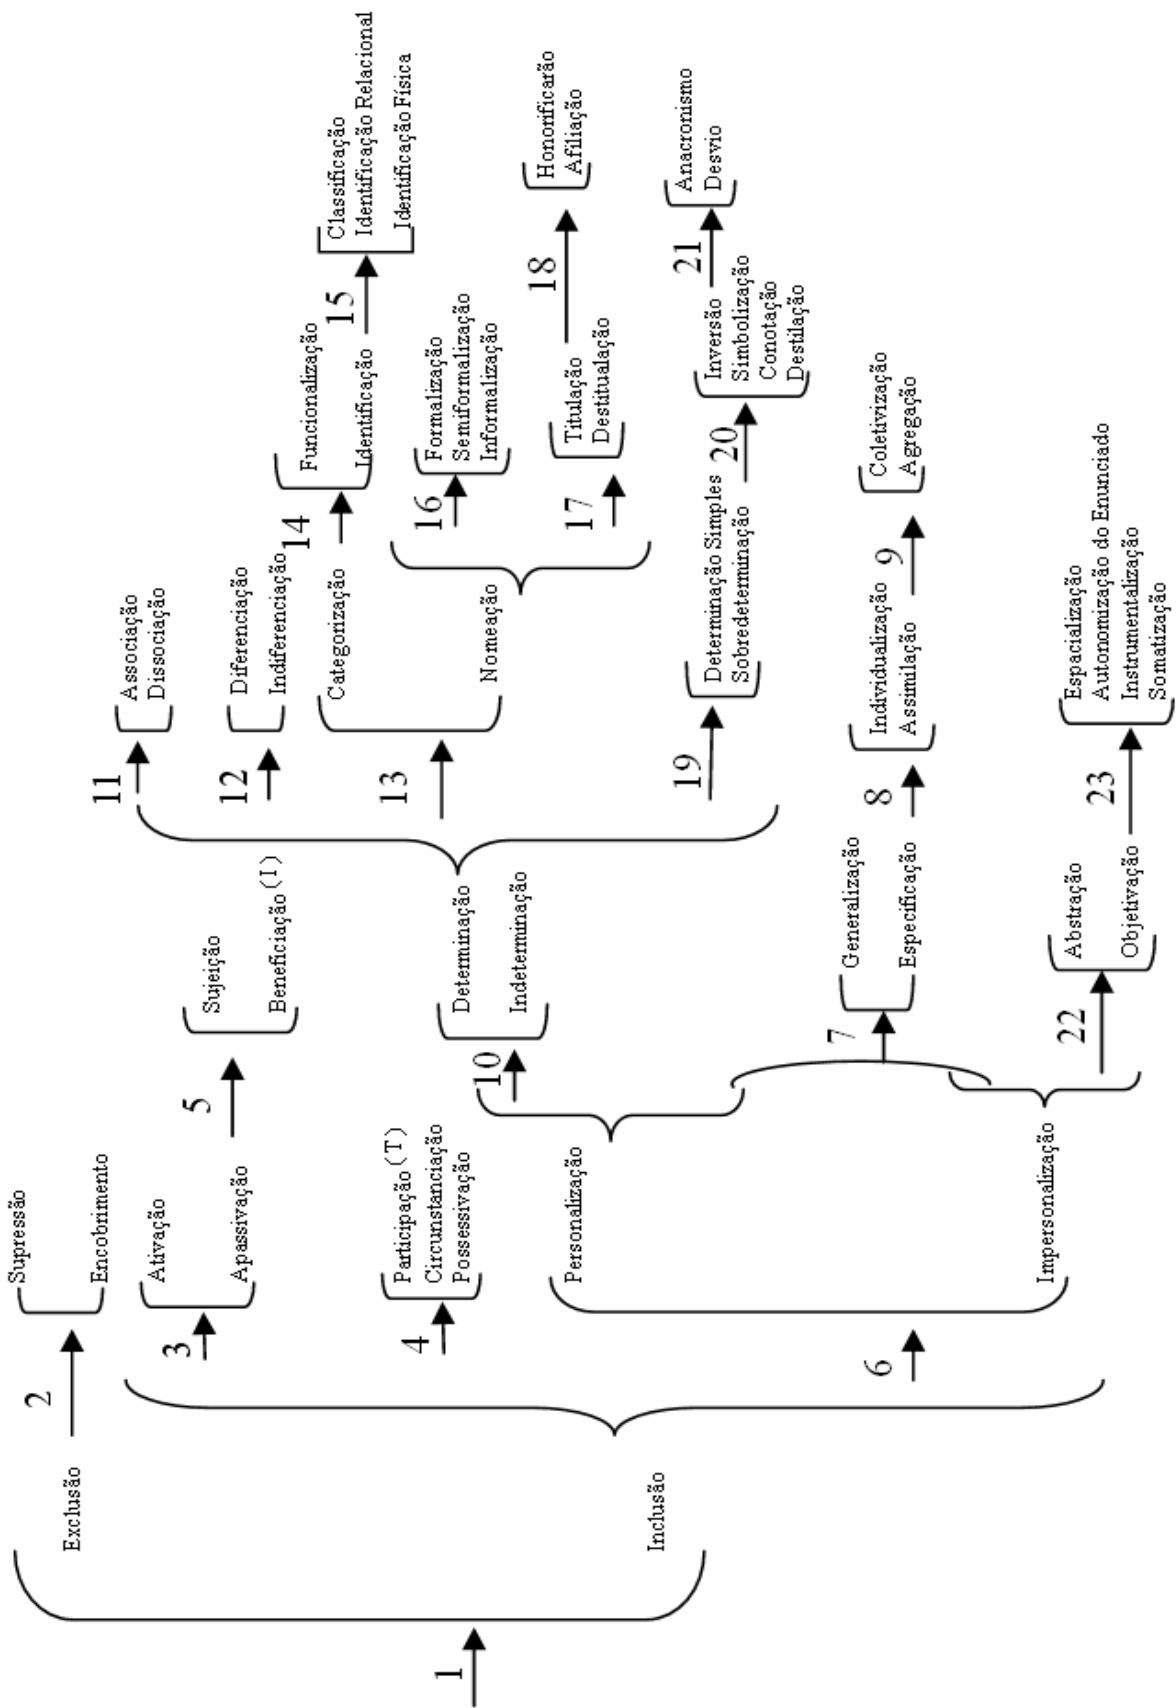 1
Exclusão
Inclusão
2
Supressão
Encobrimento
3
Ativação
Apassivação
5
Sujeição
Beneficiação (I)
4
Participação (T)
Circunstanciação
Possessivação
6
Personalização
Impersonalização
10
Determinação
Indeterminação
11
Associação
Dissociação
12
Diferenciação
Indiferenciação
13
Categorização
Nomeação
14
Funcionalização
Identificação
15
Classificação
Identificação Relacional
Identificação Física
16
Formalização
Semiformalização
Informalização
17
Titulação
Destitualação
18
Honorificarão
Afiliação
19
Determinação Simples
Sobredeterminação
20
Inversão
Simbolização
Conotação
Destilação
21
Anacronismo
Desvio
7
Generalização
Especificação
8
Individualização
Assimilação
9
Coletivização
Agregação
22
Abstração
Objetivação
23
Espacialização
Autonomização do Enunciado
Instrumentalização
Somatização